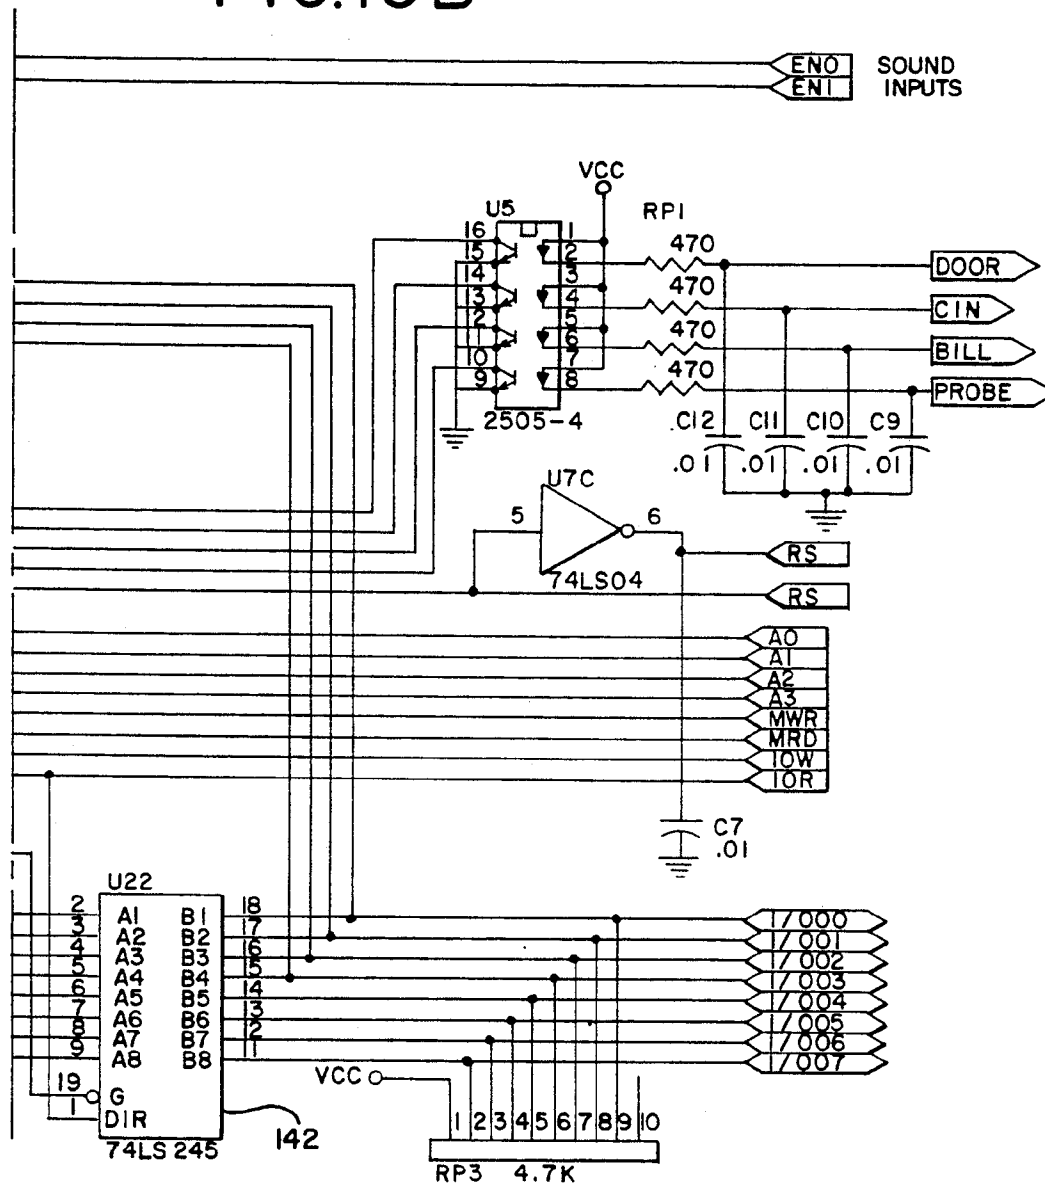 FIG.10B
EN0 SOUND
EN1 INPUTS
VCC
U5 RP1
16 1
15 2 470 DOOR
14 3
13 4 470 CIN
2 5
11 6 470 BILL
10 7
9 8 470 PROBE
2505-4 C12 C11 C10 C9
.01 .01 .01 .01
U7C
5 6
74LS04
RS
RS
A0
A1
A2
A3
MWR
MRD
IOW
IOR
C7
.01
U22
2 A1 B1 18 I/O00
3 A2 B2 17 I/O01
4 A3 B3 16 I/O02
5 A4 B4 15 I/O03
6 A5 B5 14 I/O04
7 A6 B6 13 I/O05
8 A7 B7 12 I/O06
9 A8 B8 11 I/O07
VCC
19 G
1 DIR
1 2 3 4 5 6 7 8 9 10
74LS245 142
RP3 4.7K